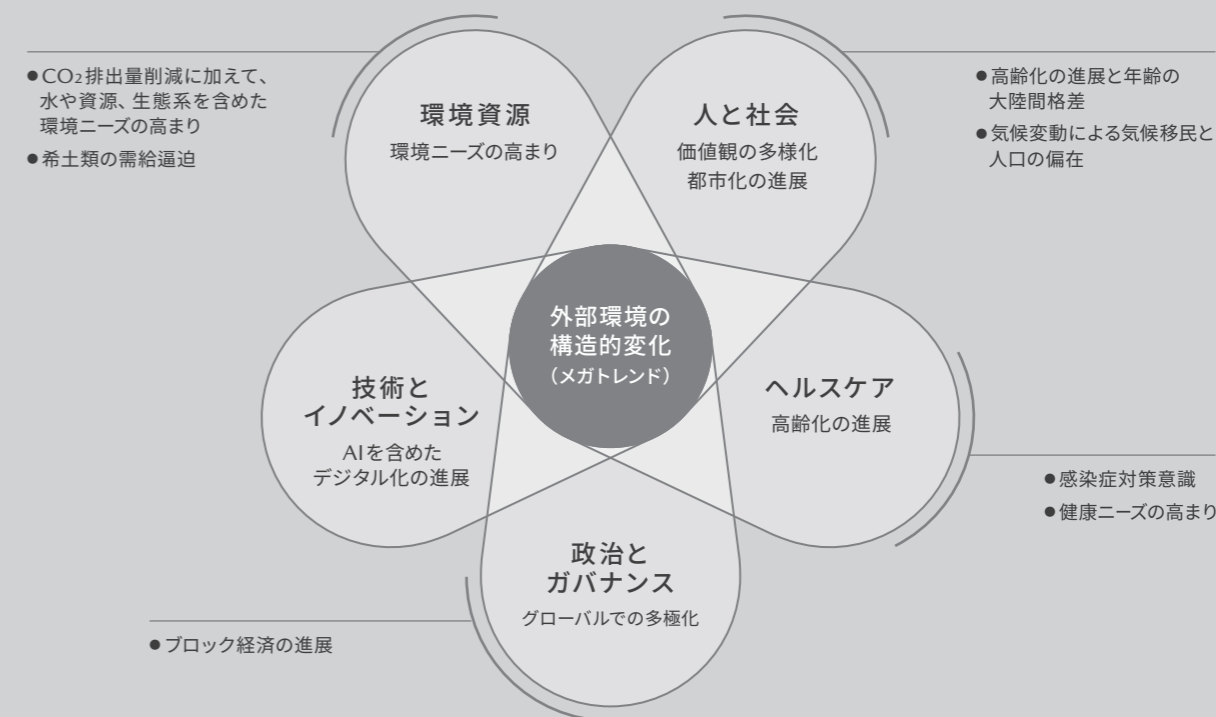 ●CO₂排出量削減に加えて、
水や資源、生態系を含めた
環境ニーズの高まり
●希土類の需給逼迫
環境資源
環境ニーズの高まり
人と社会
価値観の多様化
都市化の進展
●高齢化の進展と年齢の
大陸間格差
●気候変動による気候移民と
人口の偏在
外部環境の
構造的変化
(メガトレンド)
技術と
イノベーション
AIを含めた
デジタル化の進展
ヘルスケア
高齢化の進展
●感染症対策意識
●健康ニーズの高まり
政治と
ガバナンス
グローバルでの多極化
●ブロック経済の進展